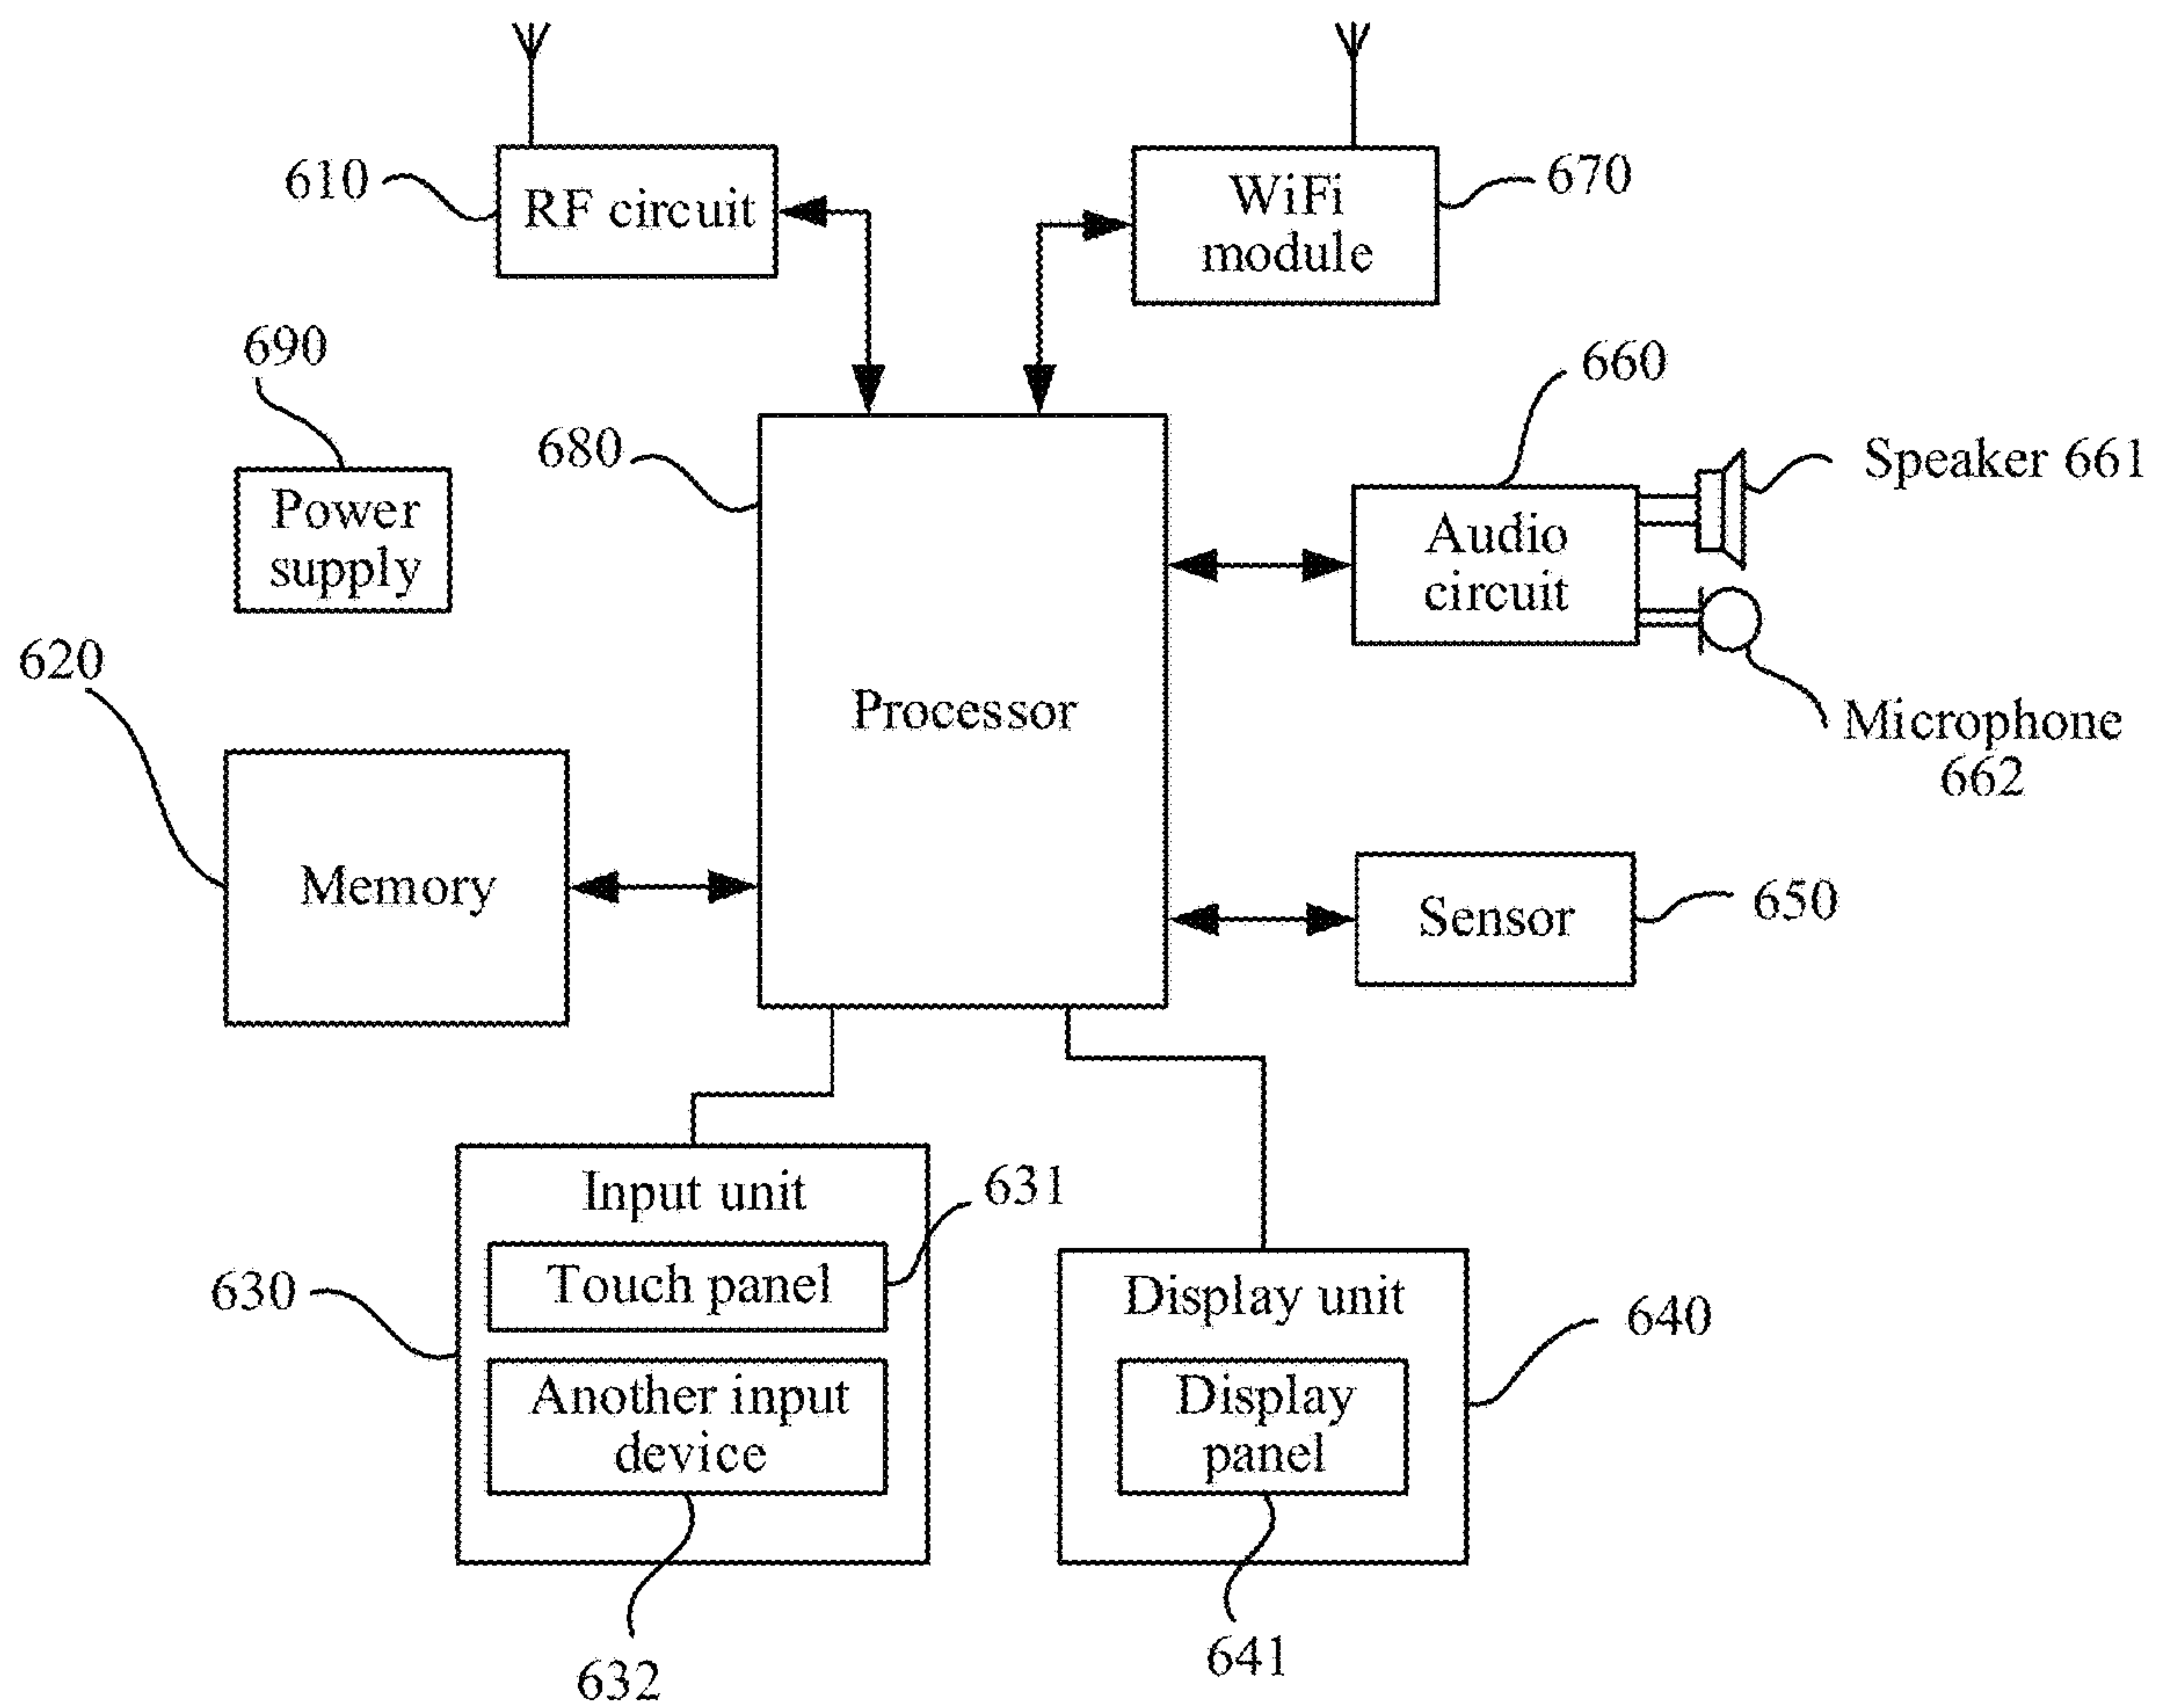 610
RF circuit
WiFi
module
670
690
Power
supply
680
Processor
660
Audio
circuit
Speaker 661
Microphone
662
620
Memory
Sensor
650
Input unit
631
Touch panel
630
Another input
device
632
Display unit
640
Display
panel
641